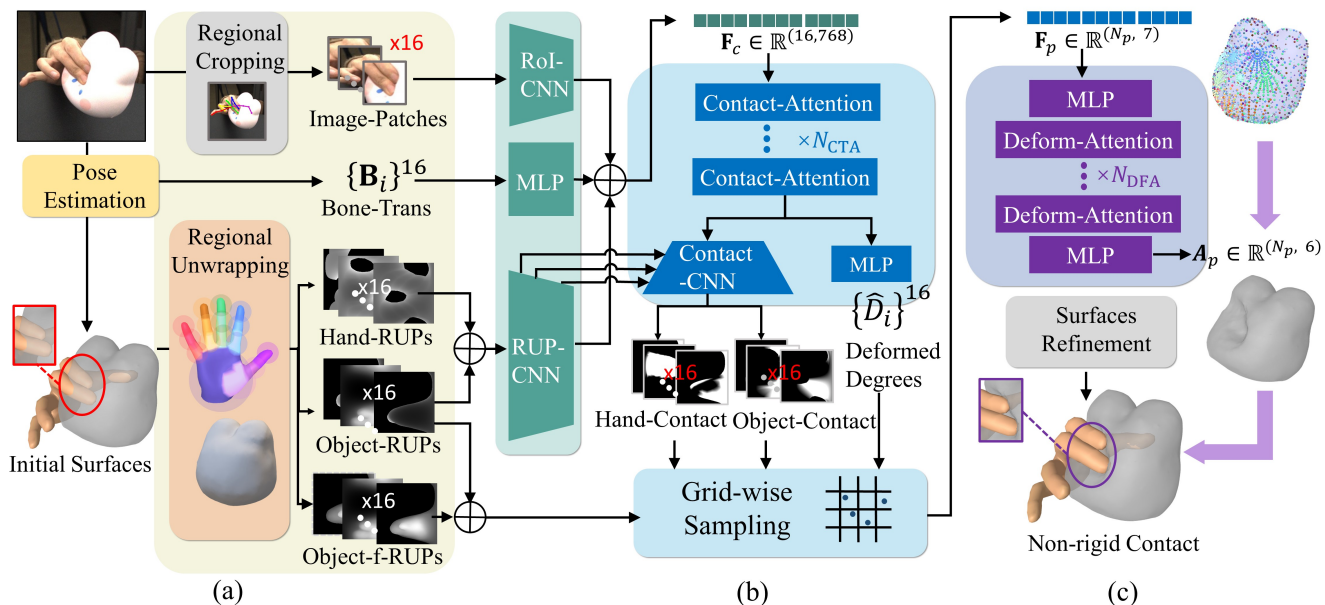 Regional
Cropping
x16
Image-Patches
Pose
Estimation
{𝐁ᵢ}¹⁶
Bone-Trans
Regional
Unwrapping
x16
Hand-RUPs
x16
Object-RUPs
x16
Object-f-RUPs
Initial Surfaces
(a)
RoI-
CNN
MLP
RUP-
CNN
𝐅_c ∈ ℝ^(16,768)
Contact-Attention
×N_CTA
Contact-Attention
Contact
-CNN
MLP
{D̂ᵢ}¹⁶
Deformed
Degrees
x16
x16
Hand-Contact
Object-Contact
Grid-wise
Sampling
(b)
𝐅_p ∈ ℝ^(N_p, 7)
MLP
Deform-Attention
×N_DFA
Deform-Attention
MLP
𝑨_p ∈ ℝ^(N_p, 6)
Surfaces
Refinement
Non-rigid Contact
(c)